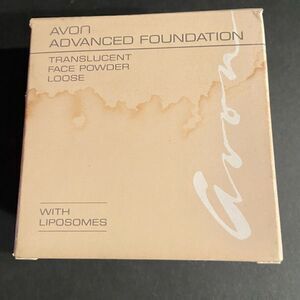 AVON
ADVANCED FOUNDATION
TRANSLUCENT
FACE POWDER
LOOSE
avon
WITH
LIPOSOMES